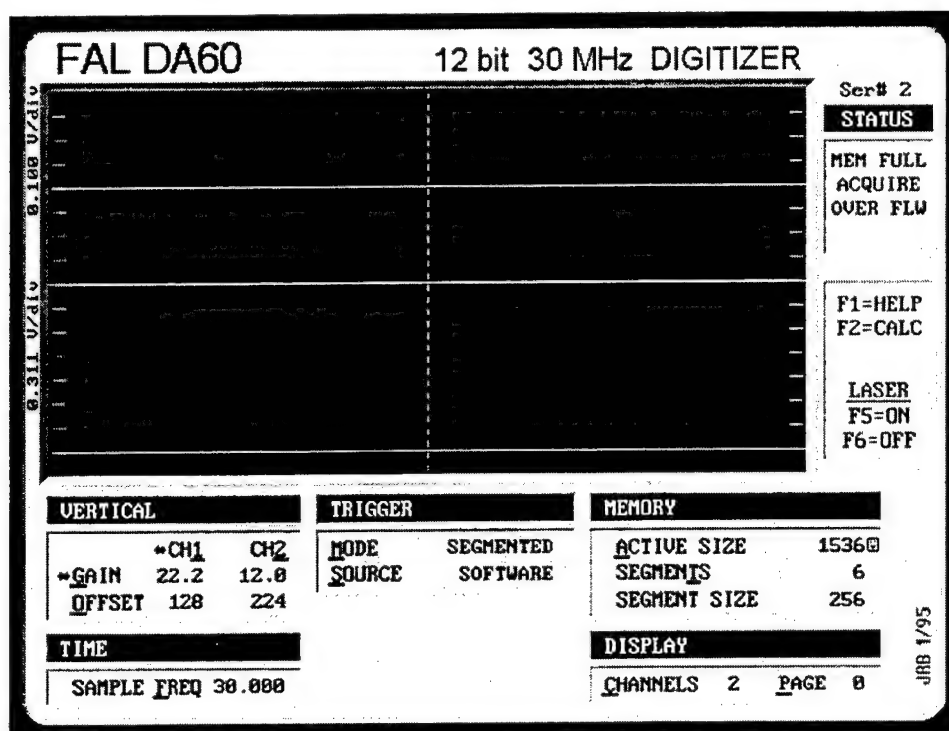 FAL DA60
12 bit 30 MHz DIGITIZER
Ser# 2
STATUS
MEM FULL
ACQUIRE
OVER FLW
0.100 V/div
0.311 V/div
F1=HELP
F2=CALC
LASER
F5=ON
F6=OFF
VERTICAL
*CH1 CH2
*GAIN 22.2 12.0
OFFSET 128 224
TIME
SAMPLE FREQ 30.000
TRIGGER
MODE SEGMENTED
SOURCE SOFTWARE
MEMORY
ACTIVE SIZE 1536
SEGMENTS 6
SEGMENT SIZE 256
DISPLAY
CHANNELS 2 PAGE 0
JRB 1/95